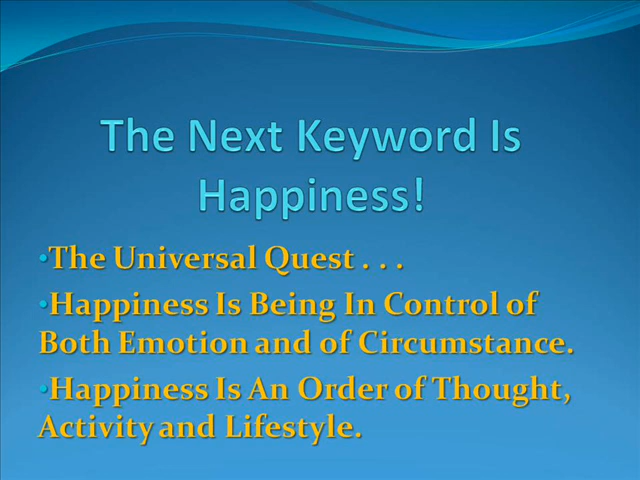 The Next Keyword Is
Happiness!
•The Universal Quest . . .
•Happiness Is Being In Control of
Both Emotion and of Circumstance.
•Happiness Is An Order of Thought,
Activity and Lifestyle.